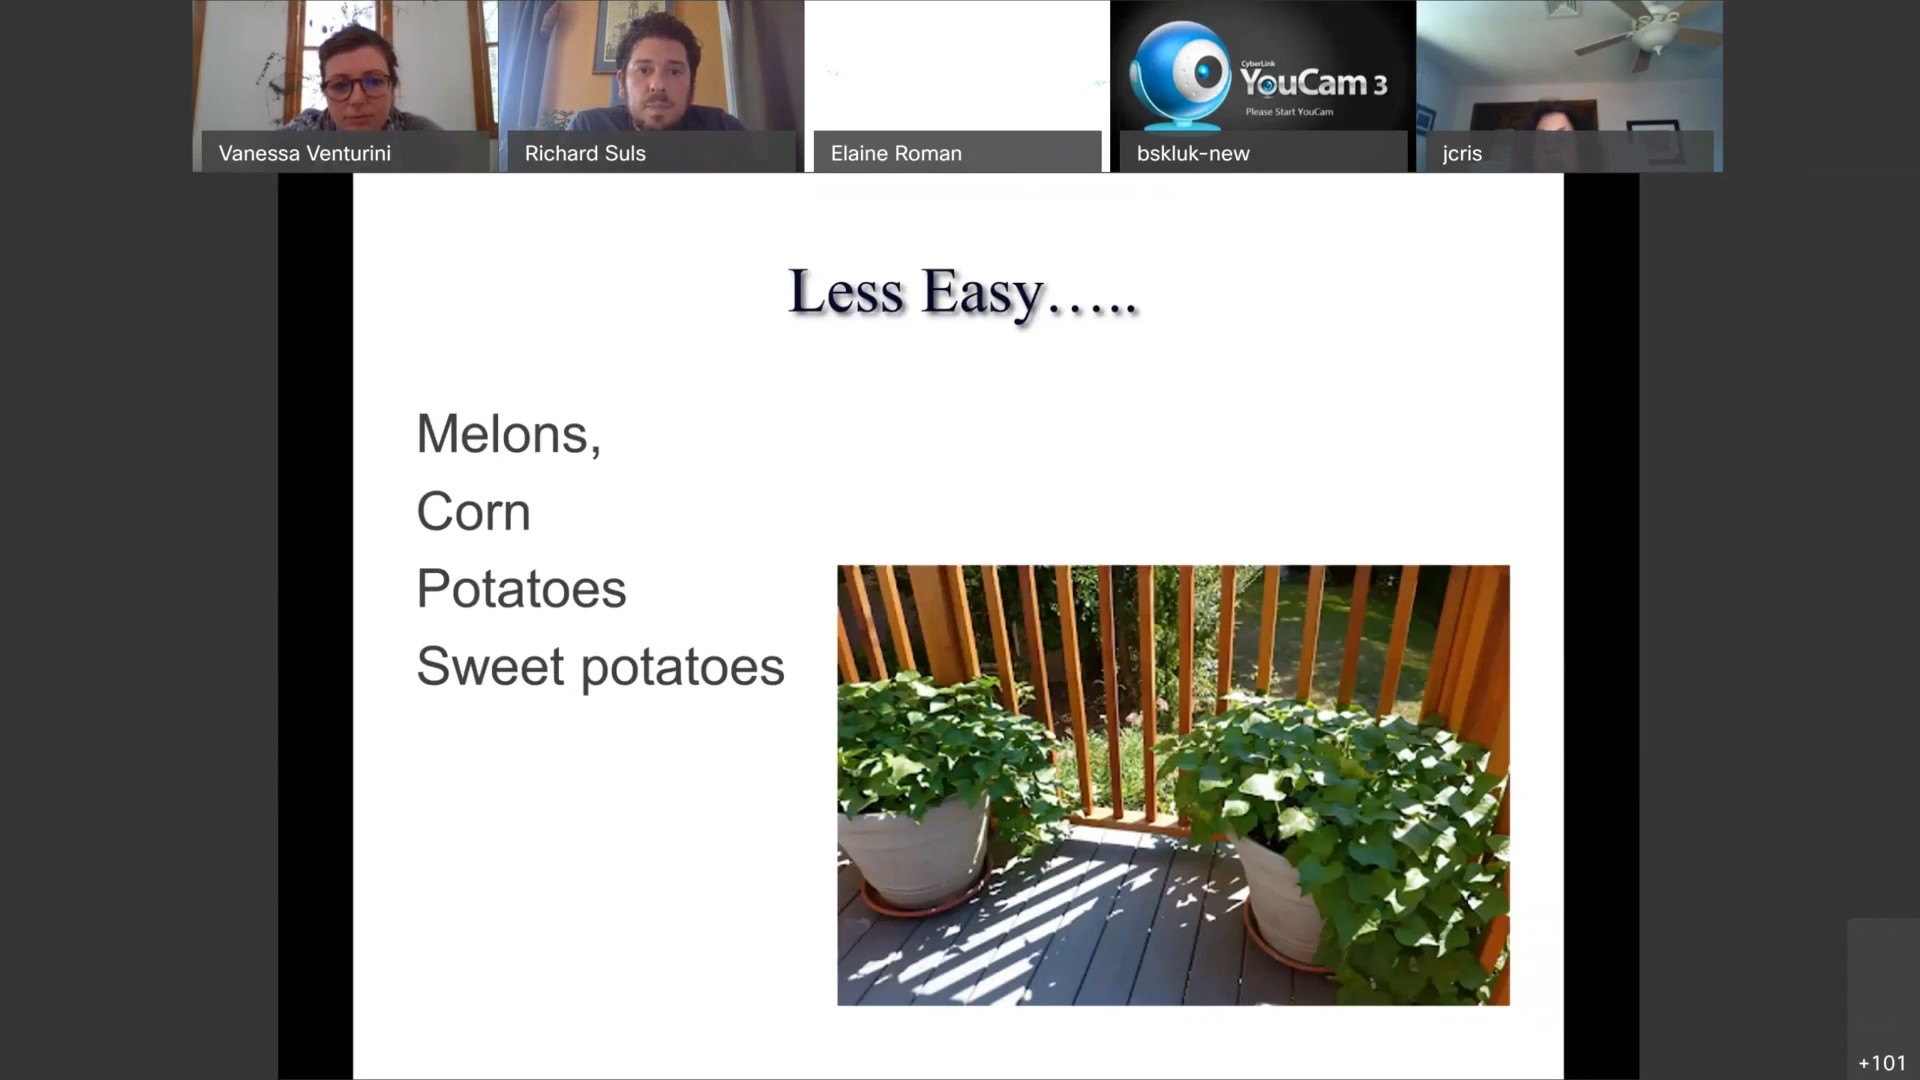 CyberLink
YouCam 3
Please Start YouCam
Vanessa Venturini
Richard Suls
Elaine Roman
bskluk-new
jcris
Less Easy…..
Melons,
Corn
Potatoes
Sweet potatoes
+101